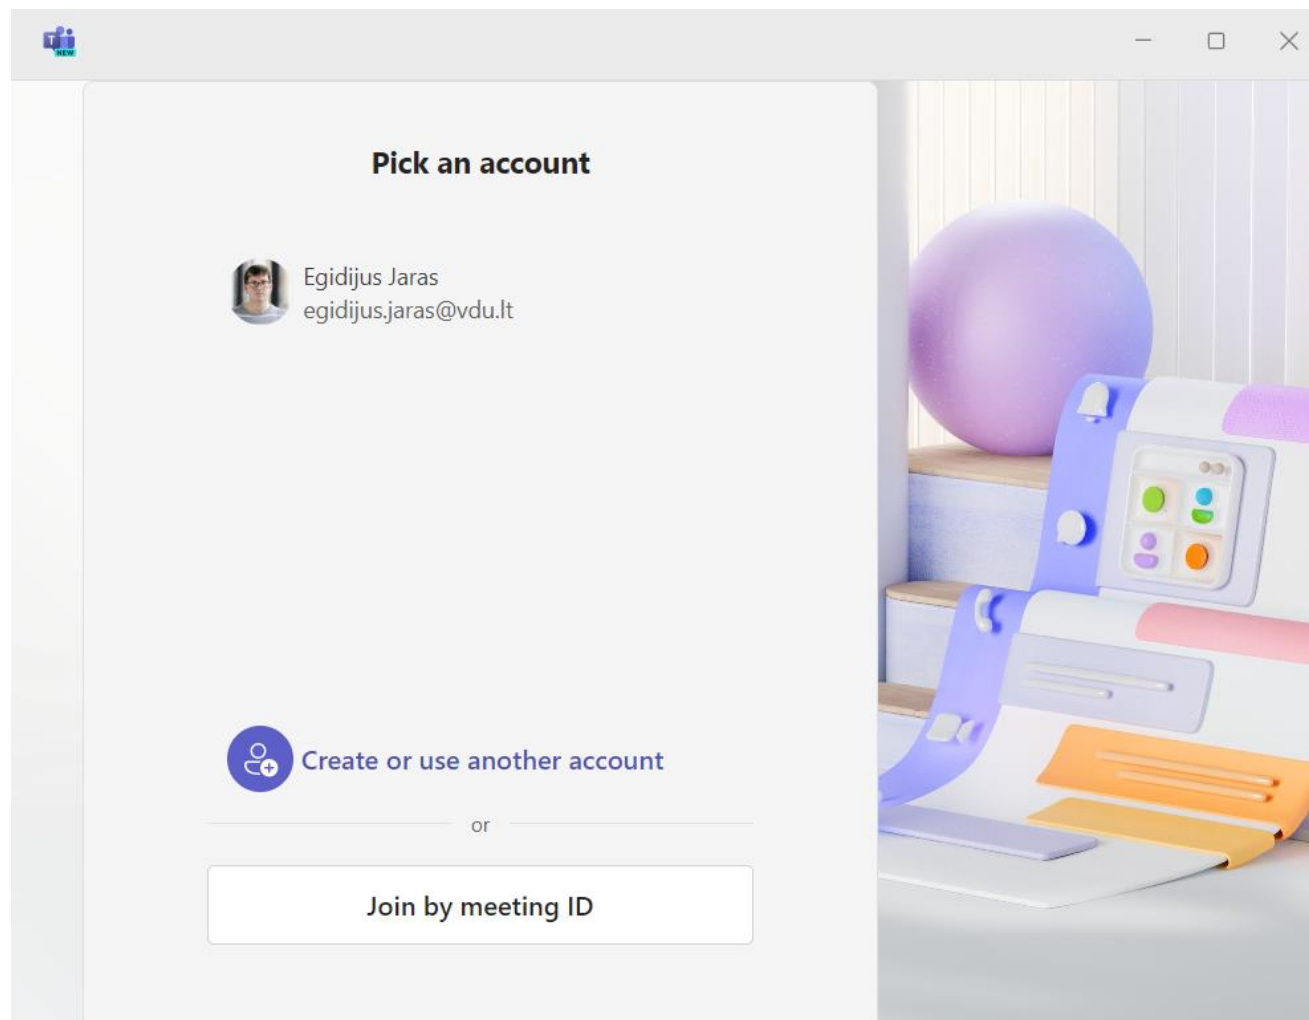 T
NEW
Pick an account
Egidijus Jaras
egidijus.jaras@vdu.lt
Create or use another account
or
Join by meeting ID